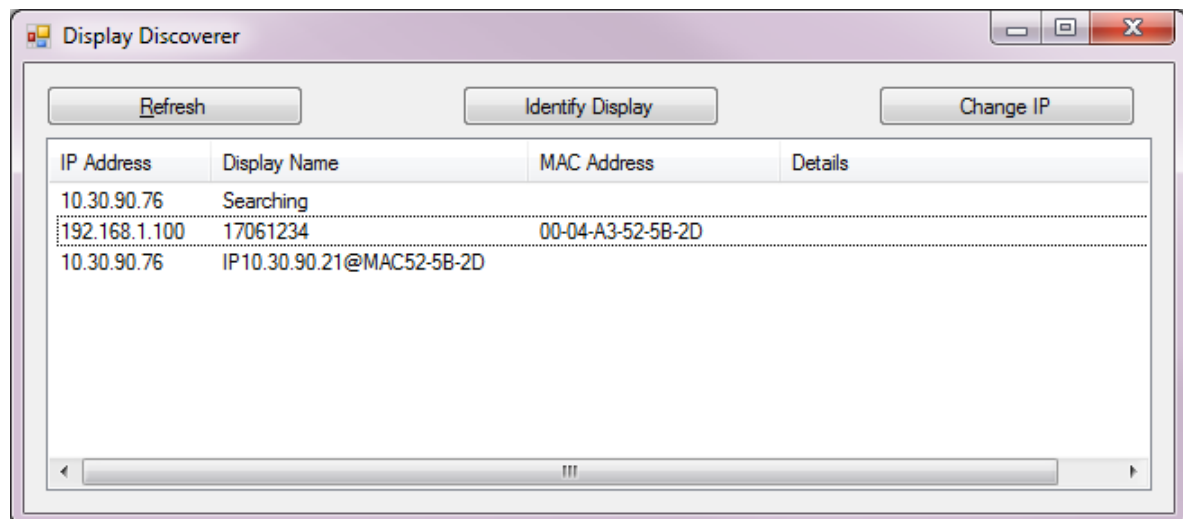 Display Discoverer
Refresh Identify Display Change IP
IP Address Display Name MAC Address Details
10.30.90.76 Searching
192.168.1.100 17061234 00-04-A3-52-5B-2D
10.30.90.76 IP10.30.90.21@MAC52-5B-2D